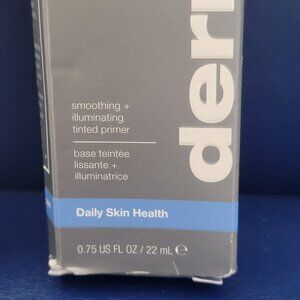 smoothing +
illuminating
tinted primer
base teintée
lissante +
illuminatrice
Daily Skin Health
0.75 US FL OZ / 22 mL ℮
der